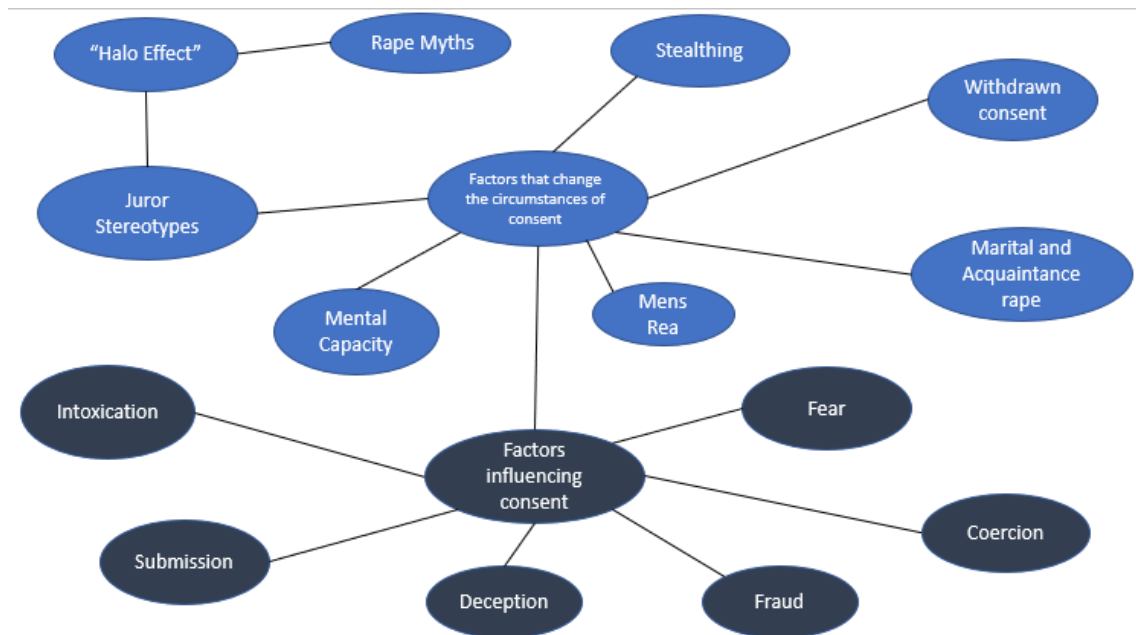 “Halo Effect”
Rape Myths
Stealthing
Withdrawn
consent
Juror
Stereotypes
Factors that change
the circumstances of
consent
Marital and
Acquaintance
rape
Mental
Capacity
Mens
Rea
Intoxication
Fear
Factors
influencing
consent
Submission
Coercion
Deception
Fraud